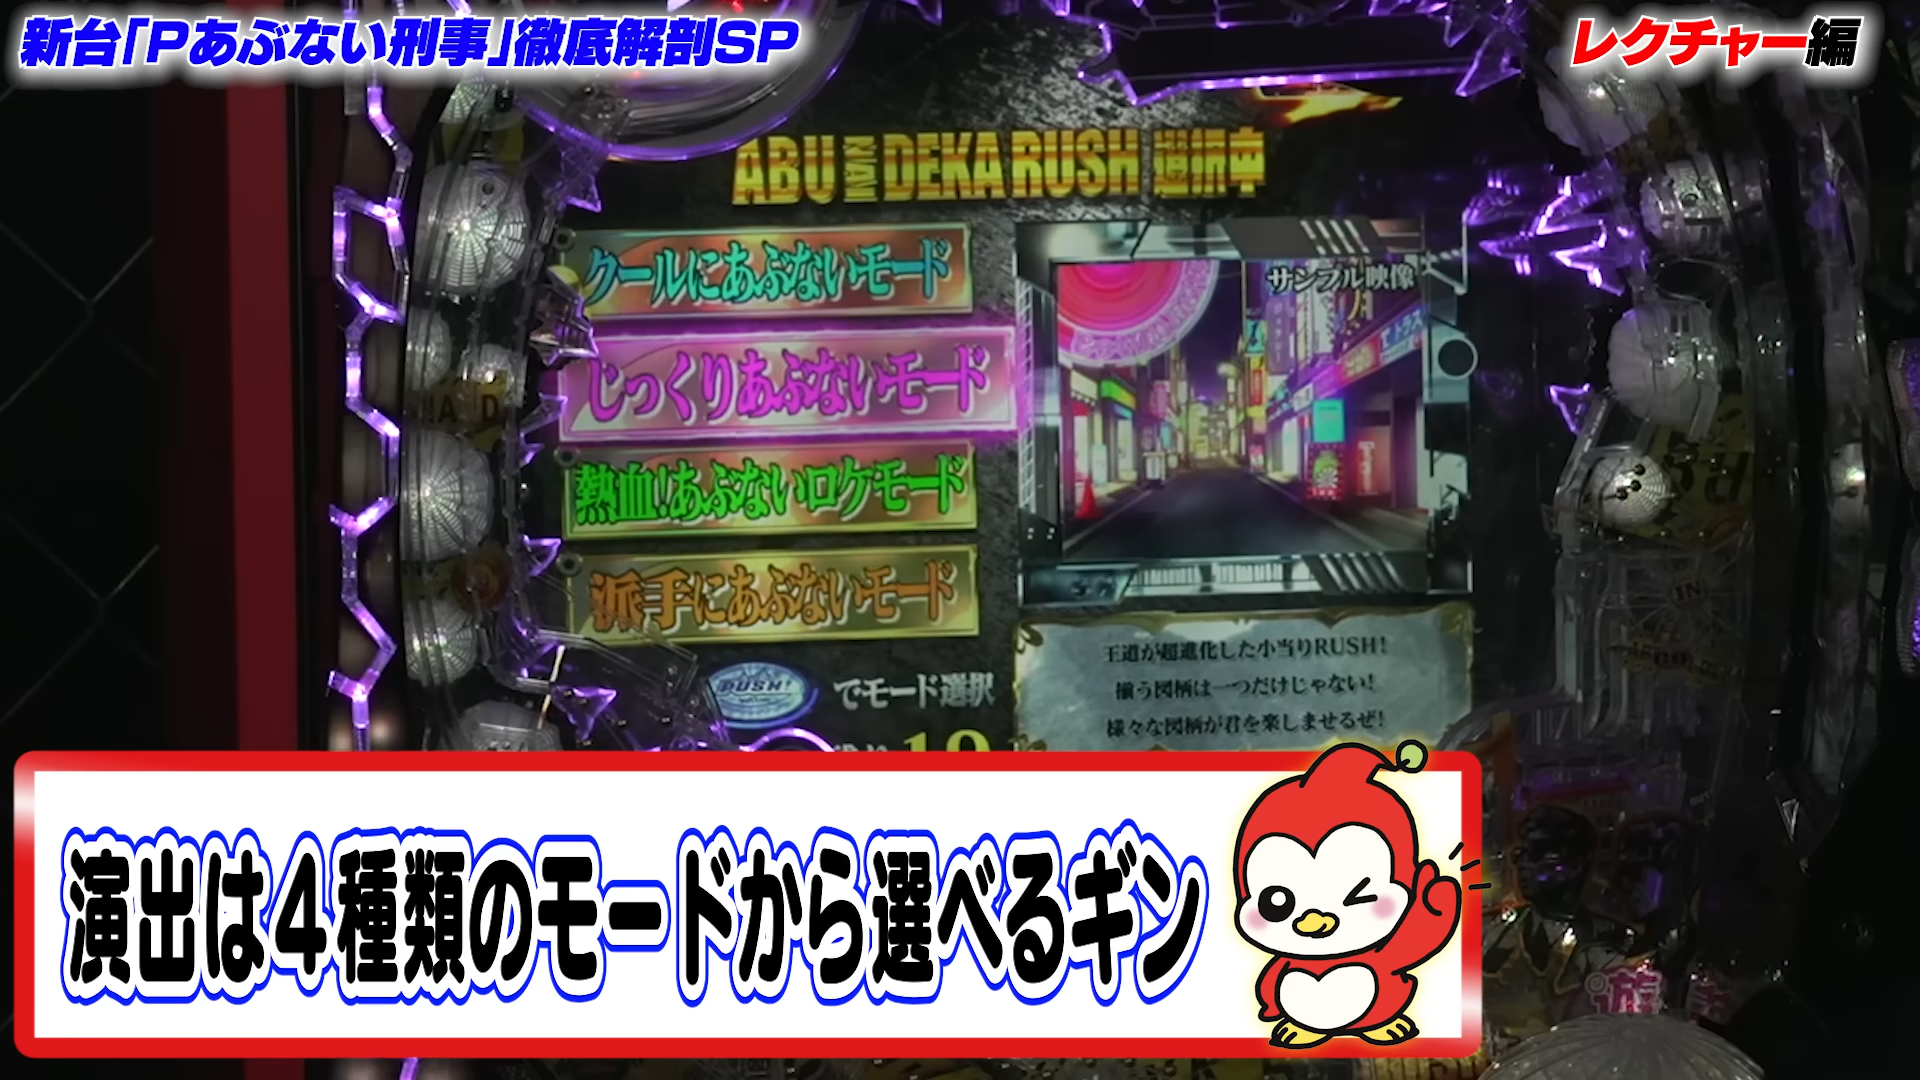 新台「Pあぶない刑事」徹底解剖SP
レクチャー編
ABU NAI DEKA RUSH 選択中
クールにあぶないモード
じっくりあぶないモード
熱血!あぶないロケモード
派手にあぶないモード
サンプル映像
PUSH!
でモード選択
王道が超進化した小当りRUSH!
揃う図柄は一つだけじゃない!
様々な図柄が君を楽しませるぜ!
演出は4種類のモードから選べるギン
IN
遊